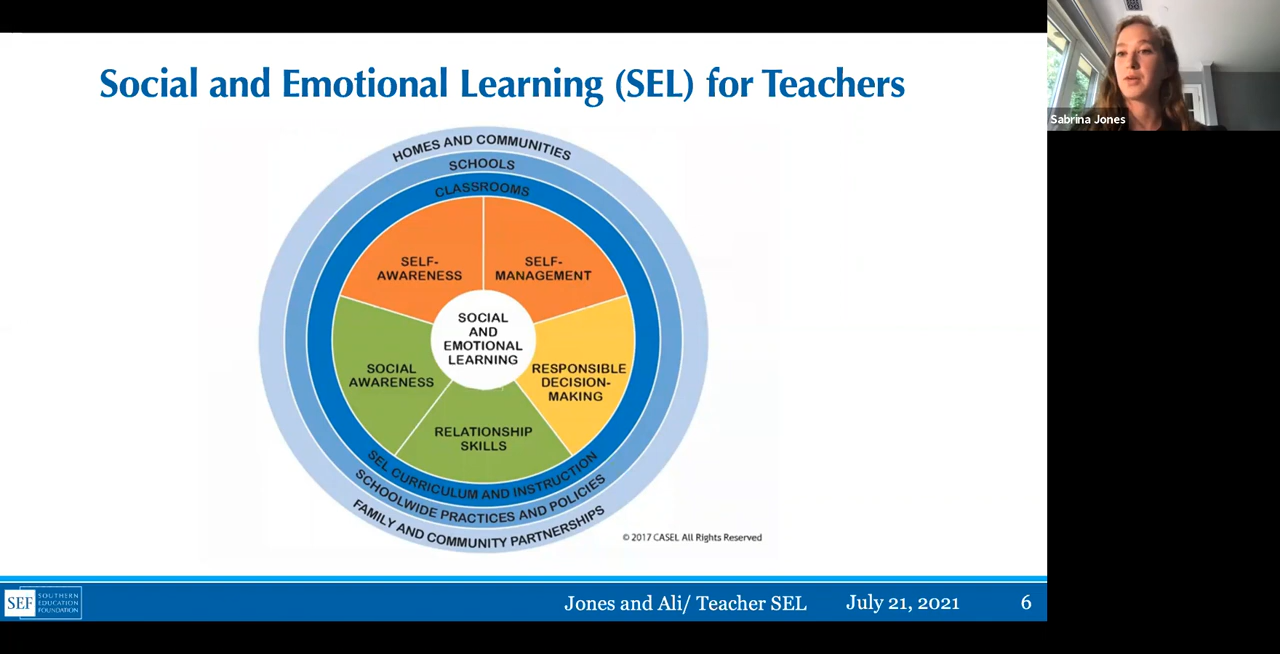 Social and Emotional Learning (SEL) for Teachers
Sabrina Jones
HOMES AND COMMUNITIES
SCHOOLS
CLASSROOMS
SELF-
AWARENESS
SELF-
MANAGEMENT
SOCIAL
AND
EMOTIONAL
LEARNING
SOCIAL
AWARENESS
RESPONSIBLE
DECISION-
MAKING
RELATIONSHIP
SKILLS
SEL CURRICULUM AND INSTRUCTION
SCHOOLWIDE PRACTICES AND POLICIES
FAMILY AND COMMUNITY PARTNERSHIPS
© 2017 CASEL All Rights Reserved
SEF
SOUTHERN
EDUCATION
FOUNDATION
Jones and Ali/ Teacher SEL
July 21, 2021
6